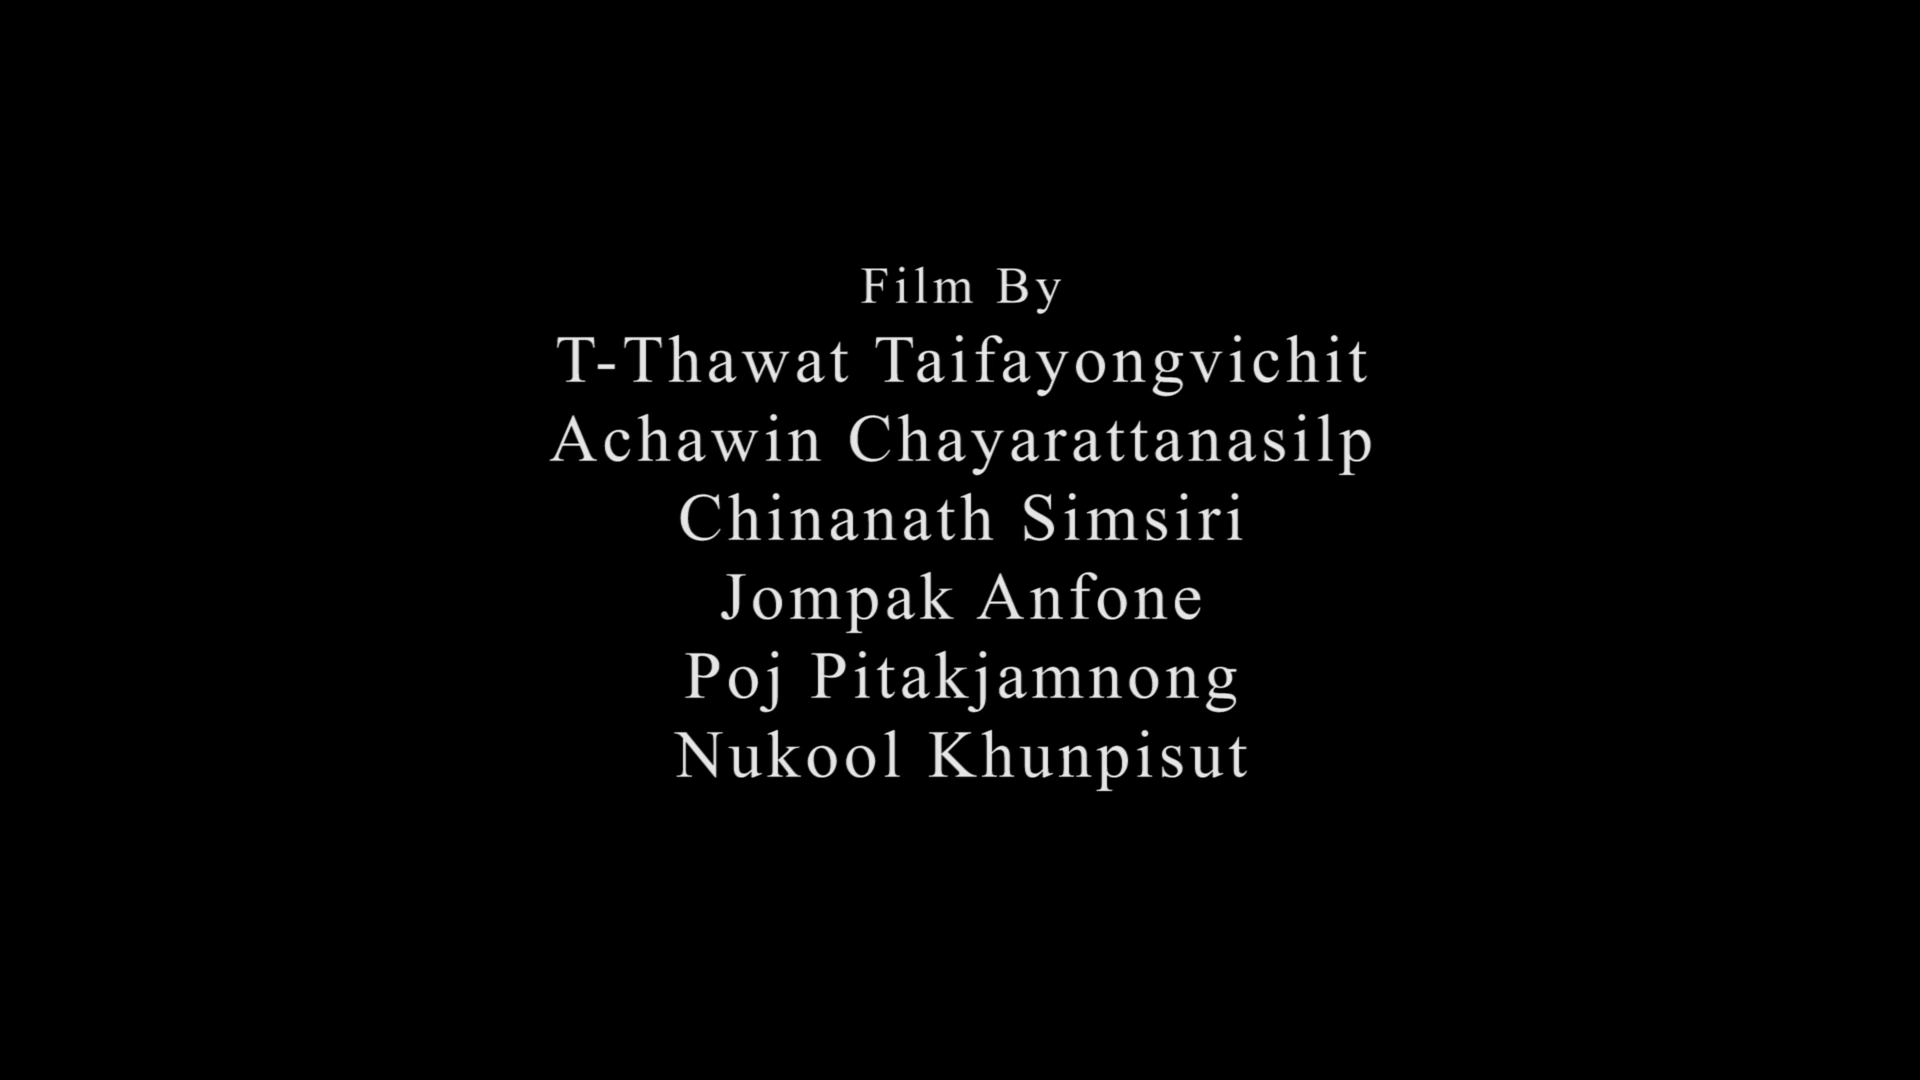 Film By
T-Thawat Taifayongvichit
Achawin Chayarattanasilp
Chinanath Simsiri
Jompak Anfone
Poj Pitakjamnong
Nukool Khunpisut